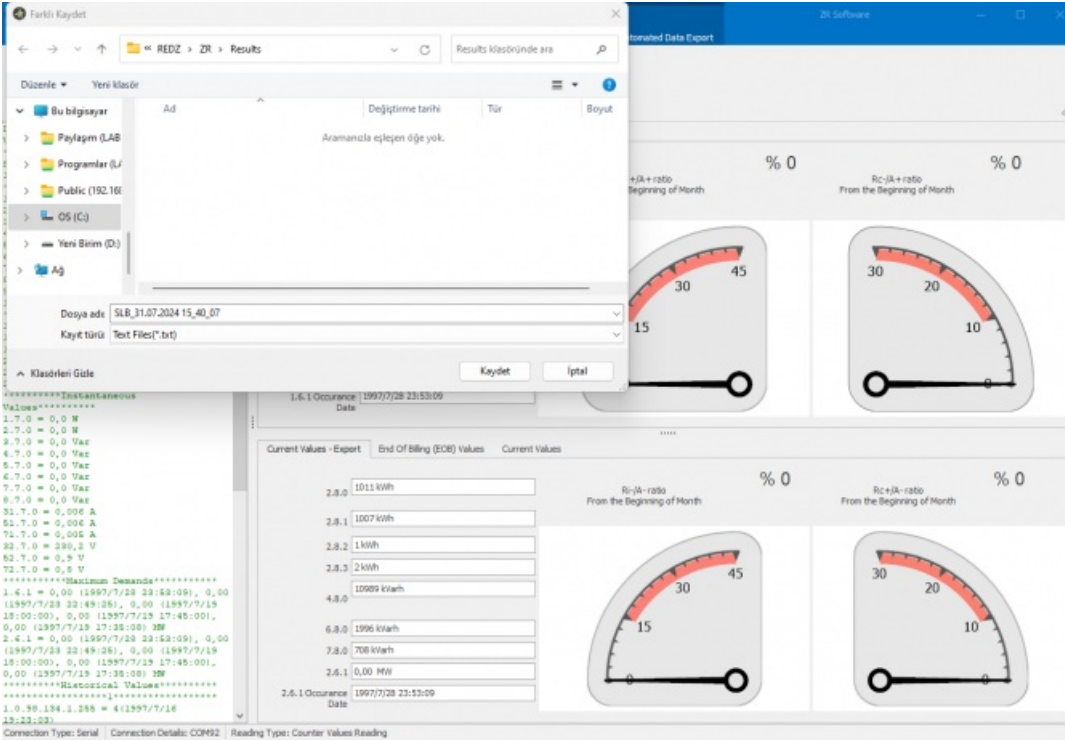 Farklı Kaydet
ZR Software
« REDZ › ZR › Results
Results klasöründe ara
tomated Data Export
Düzenle
Yeni klasör
Bu bilgisayar
Ad
Değiştirme tarihi
Tür
Boyut
Paylaşım (LAB
Aramanızla eşleşen öğe yok.
Programlar (LA
Public (192.168
OS (C:)
Yeni Birim (D:)
Ağ
Dosya adı: SLB_31.07.2024 15_40_07
Kayıt türü: Text Files(*.txt)
Klasörleri Gizle
Kaydet
İptal
% 0
+/A+ ratio
Beginning of Month
45
30
15
% 0
Rc-/A+ ratio
From the Beginning of Month
30
20
10
0
1.6.1 Occurance Date
1997/7/28 23:53:09
**********Instantaneous
Values**********
1.7.0 = 0,0 W
2.7.0 = 0,0 W
3.7.0 = 0,0 Var
4.7.0 = 0,0 Var
5.7.0 = 0,0 Var
6.7.0 = 0,0 Var
7.7.0 = 0,0 Var
8.7.0 = 0,0 Var
31.7.0 = 0,006 A
51.7.0 = 0,006 A
71.7.0 = 0,005 A
32.7.0 = 230,2 V
52.7.0 = 0,9 V
72.7.0 = 0,8 V
**********Maximum Demands**********
1.6.1 = 0,00 (1997/7/28 23:53:09), 0,00
(1997/7/23 22:49:26), 0,00 (1997/7/19
18:00:00), 0,00 (1997/7/19 17:45:00),
0,00 (1997/7/19 17:35:00) MW
2.6.1 = 0,00 (1997/7/28 23:53:09), 0,00
(1997/7/23 22:49:26), 0,00 (1997/7/19
18:00:00), 0,00 (1997/7/19 17:45:00),
0,00 (1997/7/19 17:35:00) MW
**********Historical Values**********
******************1******************
1.0.98.134.1.255 = 4(1997/7/16
19:23:03)
Current Values - Export
End Of Billing (EOB) Values
Current Values
2.8.0 1011 kWh
2.8.1 1007 kWh
2.8.2 1 kWh
2.8.3 2 kWh
4.8.0 10989 kVarh
6.8.0 1996 kVarh
7.8.0 708 kVarh
2.6.1 0,00 MW
2.6.1 Occurance Date
1997/7/28 23:53:09
% 0
Ri-/A- ratio
From the Beginning of Month
45
30
15
0
% 0
Rc+/A- ratio
From the Beginning of Month
30
20
10
0
Connection Type: Serial
Connection Details: COM92
Reading Type: Counter Values Reading